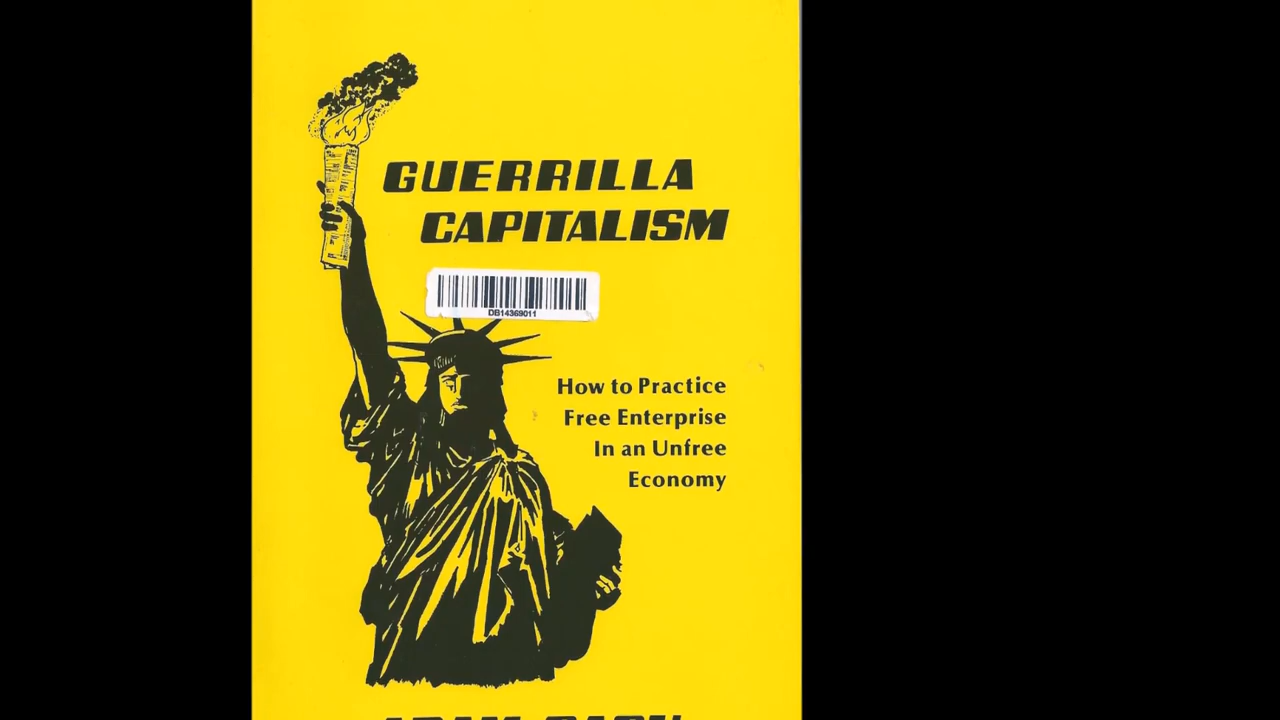 GUERRILLA
CAPITALISM
DB14369011
How to Practice
Free Enterprise
In an Unfree
Economy